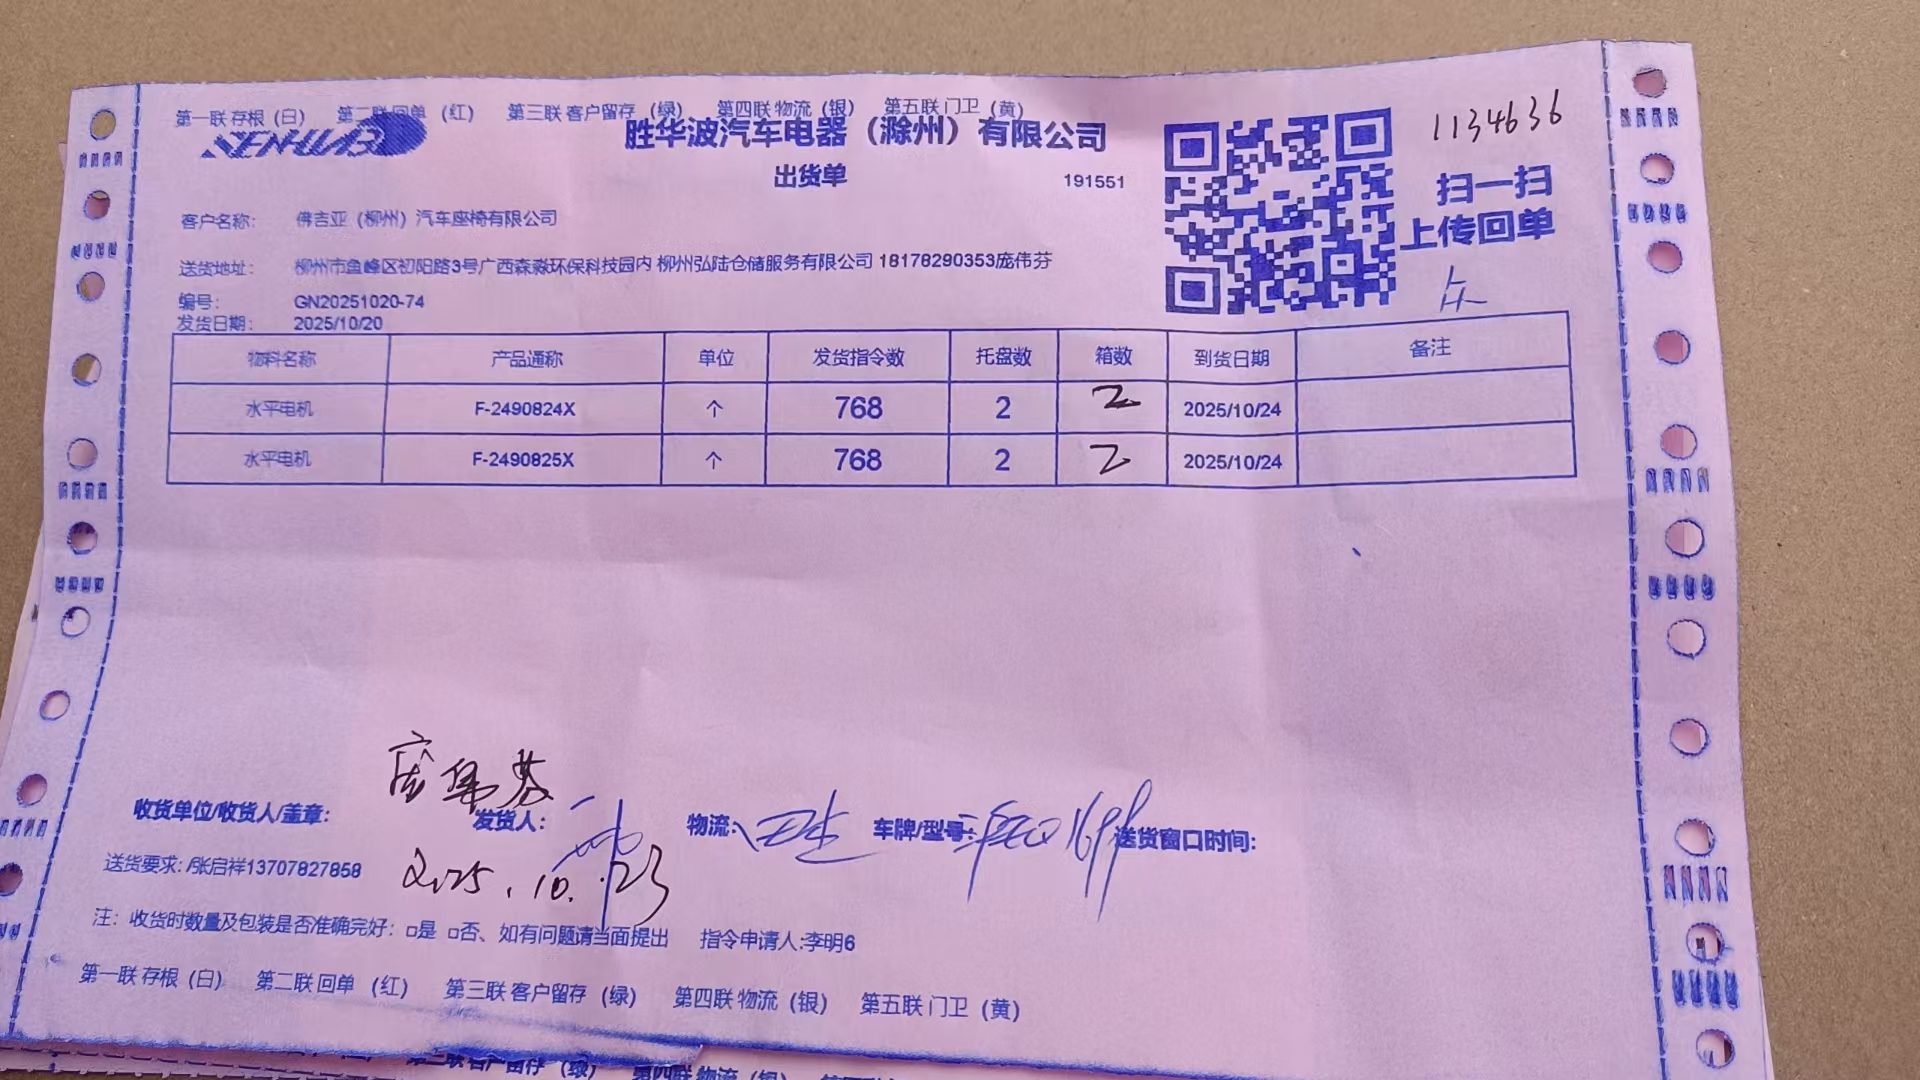 第一联 存根（白） 第二联 回单（红） 第三联 客户留存（绿） 第四联 物流（银） 第五联 门卫（黄）
SENHUABO
胜华波汽车电器（滁州）有限公司
1134636
出货单
191551
扫一扫
上传回单
客户名称： 佛吉亚（柳州）汽车座椅有限公司
送货地址： 柳州市鱼峰区初阳路3号广西森淼环保科技园内 柳州弘陆仓储服务有限公司 18178290353庞伟芬
编号： GN20251020-74
发货日期： 2025/10/20
物料名称 产品通称 单位 发货指令数 托盘数 箱数 到货日期 备注
水平电机 F-2490824X 个 768 2 2 2025/10/24
水平电机 F-2490825X 个 768 2 2 2025/10/24
庞伟芬
收货单位/收货人/盖章： 发货人： 物流： 车牌/型号： 送货窗口时间：
送货要求: /张启祥13707827858
2025.10.23
注： 收货时数量及包装是否准确完好：□是 □否、如有问题请当面提出 指令申请人:李明6
第一联 存根（白） 第二联 回单（红） 第三联 客户留存（绿） 第四联 物流（银） 第五联 门卫（黄）